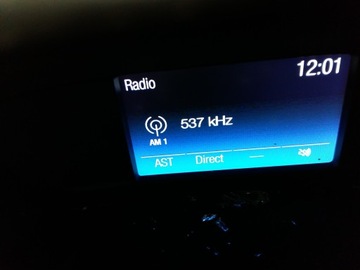 Radio 12:01
537 kHz
AM 1
AST Direct